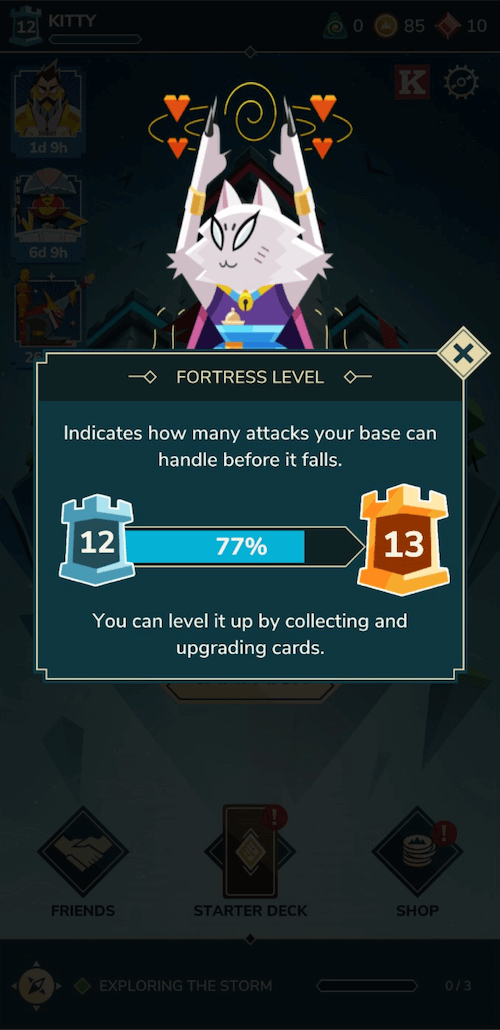 12
KITTY
0
85
10
K
1d 9h
6d 9h
FORTRESS LEVEL
Indicates how many attacks your base can
handle before it falls.
12
77%
13
You can level it up by collecting and
upgrading cards.
!
!
FRIENDS
STARTER DECK
SHOP
EXPLORING THE STORM
0 / 3